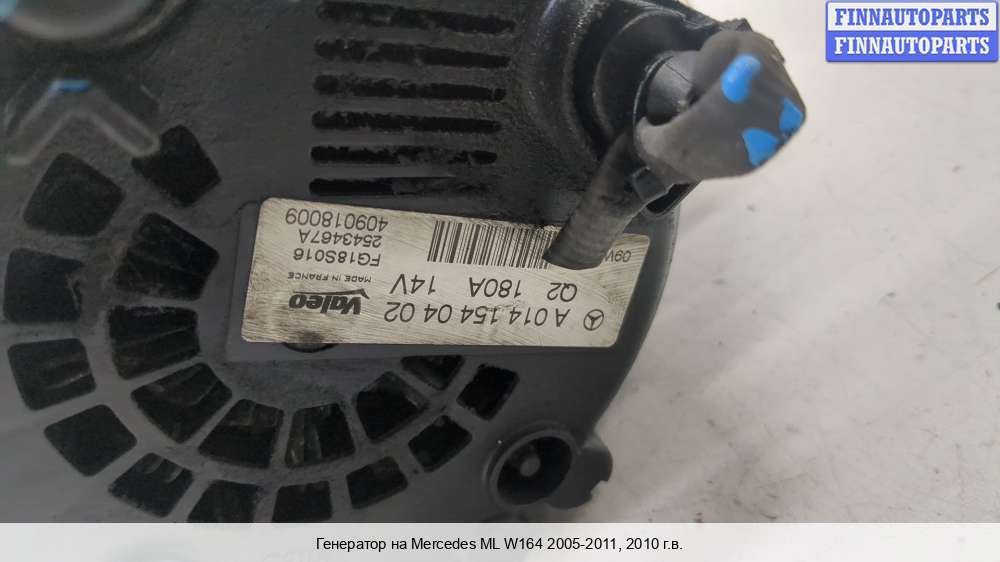 FINNAUTOPARTS
FINNAUTOPARTS
A 014 154 04 02
Q2 180A 14V
Valeo
MADE IN FRANCE
FG18S016
2543467A
409018009
Генератор на Mercedes ML W164 2005-2011, 2010 г.в.